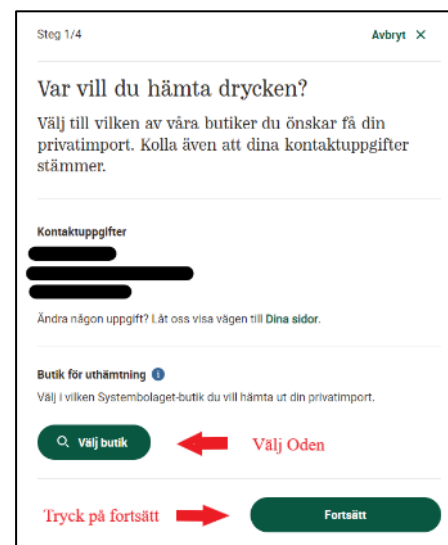 Steg 1/4
Avbryt ×
Var vill du hämta drycken?
Välj till vilken av våra butiker du önskar få din
privatimport. Kolla även att dina kontaktuppgifter
stämmer.
Kontaktuppgifter
Ändra någon uppgift? Låt oss visa vägen till Dina sidor.
Butik för uthämtning i
Välj i vilken Systembolaget-butik du vill hämta ut din privatimport.
Välj butik
Välj Oden
Tryck på fortsätt
Fortsätt